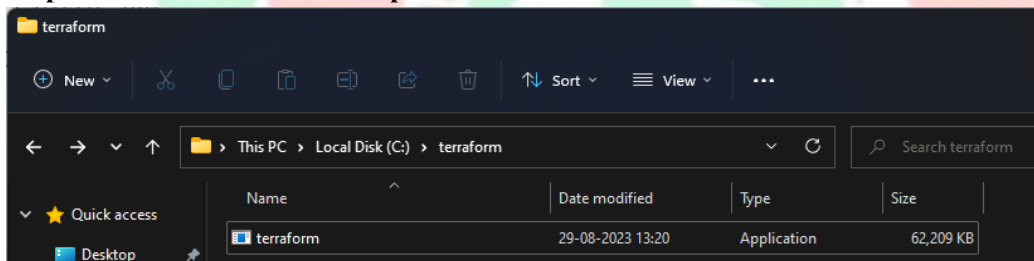 terraform
New
Sort
View
This PC > Local Disk (C:) > terraform
Search terraform
Name
Date modified
Type
Size
Quick access
terraform
29-08-2023 13:20
Application
62,209 KB
Desktop